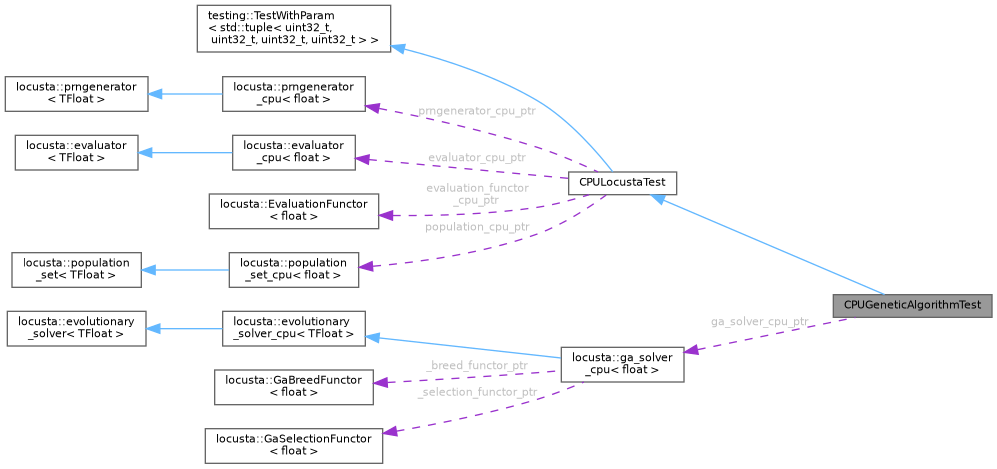 testing::TestWithParam
< std::tuple< uint32_t,
uint32_t, uint32_t, uint32_t > >
locusta::prngenerator
< TFloat >
locusta::prngenerator
_cpu< float >
prngenerator_cpu_ptr
locusta::evaluator
< TFloat >
locusta::evaluator
_cpu< float >
evaluator_cpu_ptr
CPULocustaTest
locusta::EvaluationFunctor
< float >
evaluation_functor
_cpu_ptr
population_cpu_ptr
locusta::population
_set< TFloat >
locusta::population
_set_cpu< float >
CPUGeneticAlgorithmTest
locusta::evolutionary
_solver< TFloat >
locusta::evolutionary
_solver_cpu< TFloat >
ga_solver_cpu_ptr
locusta::ga_solver
_cpu< float >
_breed_functor_ptr
locusta::GaBreedFunctor
< float >
_selection_functor_ptr
locusta::GaSelectionFunctor
< float >